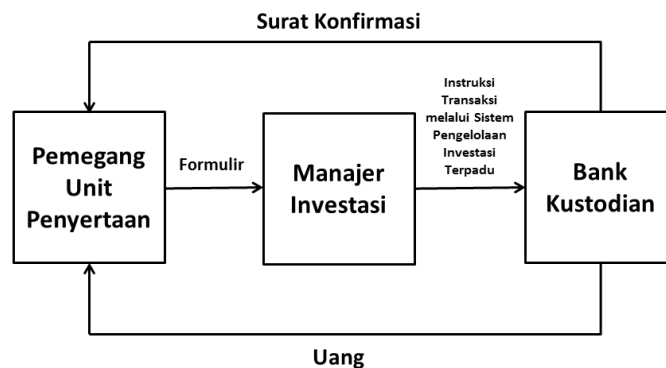 Surat Konfirmasi
Pemegang
Unit
Penyertaan
Formulir
Manajer
Investasi
Instruksi
Transaksi
melalui Sistem
Pengelolaan
Investasi
Terpadu
Bank
Kustodian
Uang